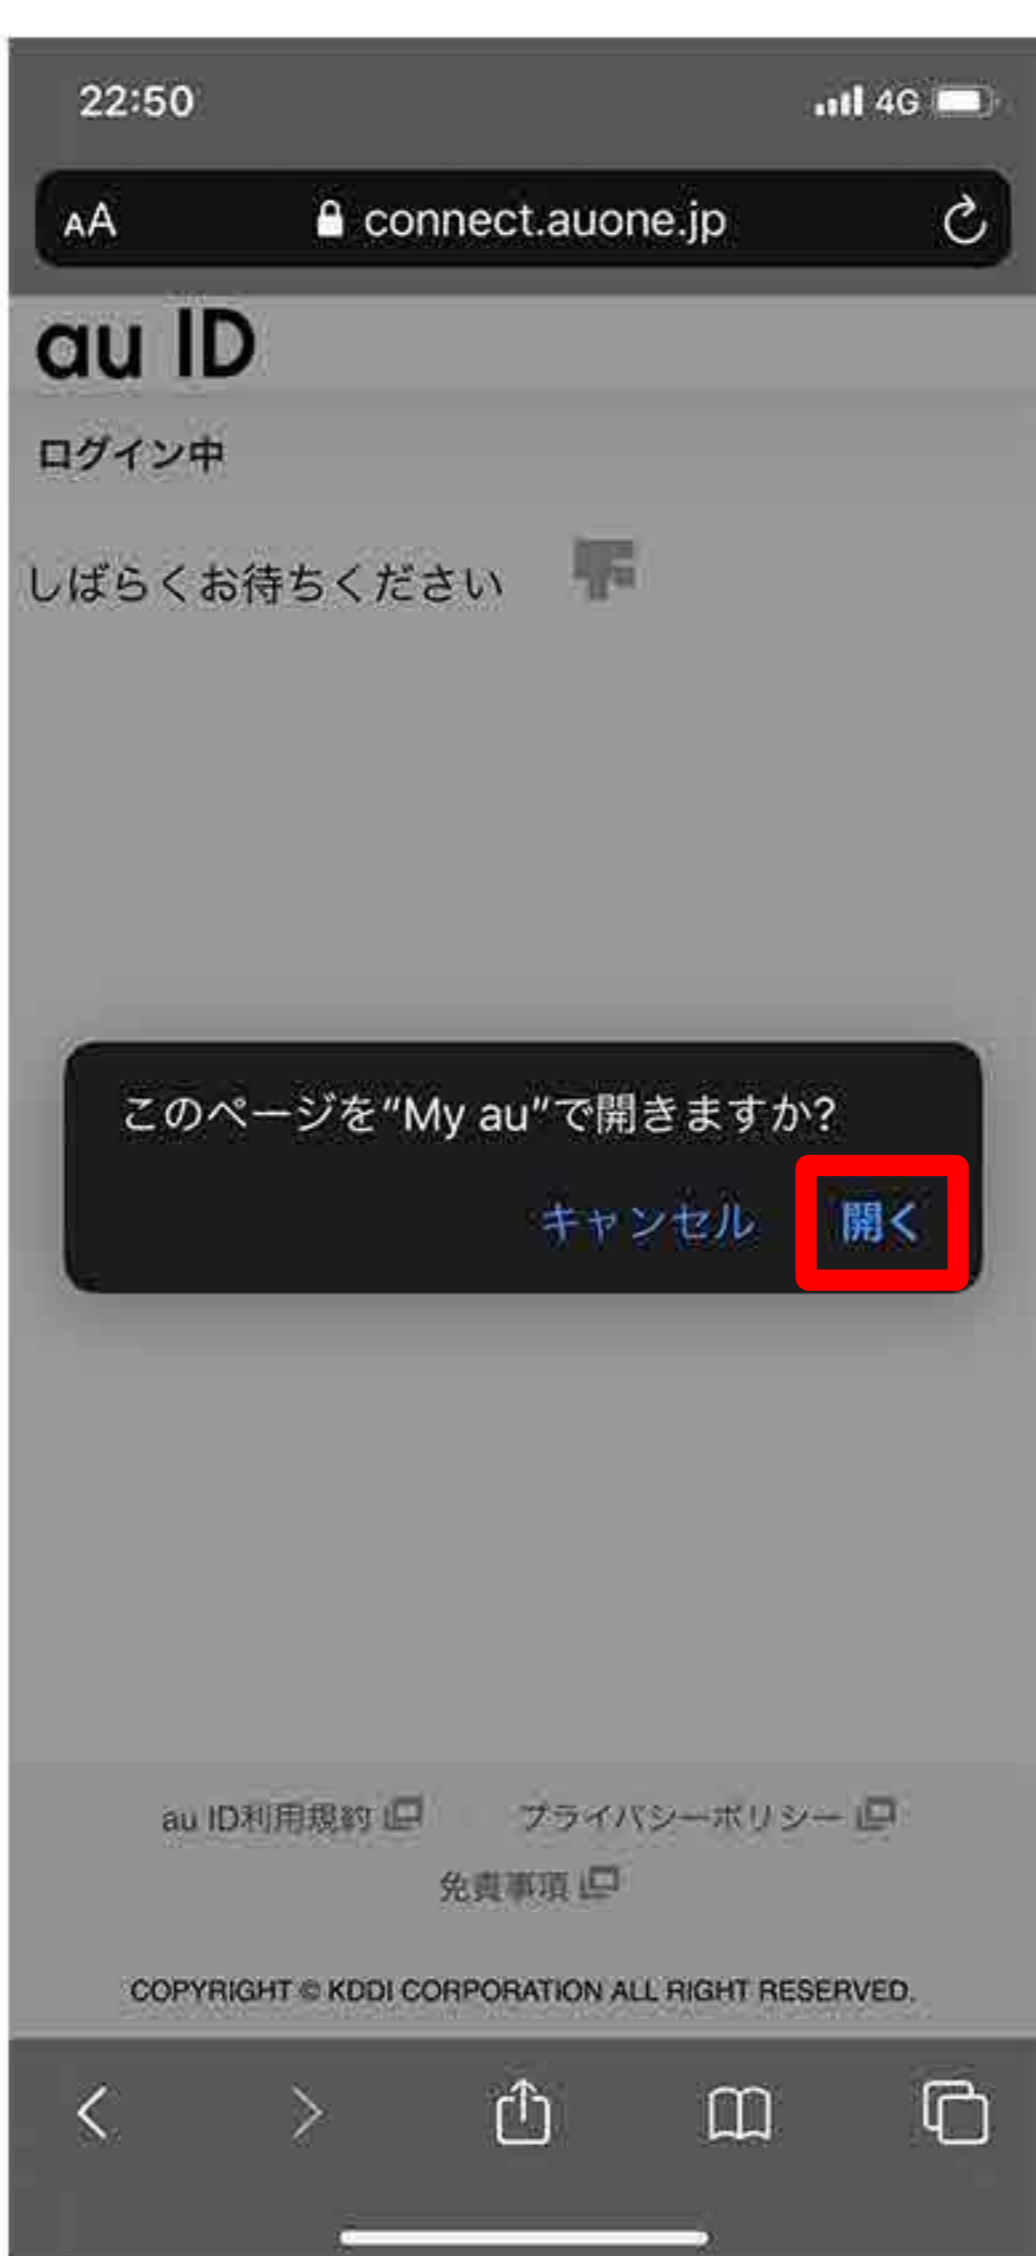 22:50
4G
AA
connect.auone.jp
au ID
ログイン中
しばらくお待ちください
このページを“My au”で開きますか?
キャンセル 開く
au ID利用規約 プライバシーポリシー
免責事項
COPYRIGHT © KDDI CORPORATION ALL RIGHT RESERVED.